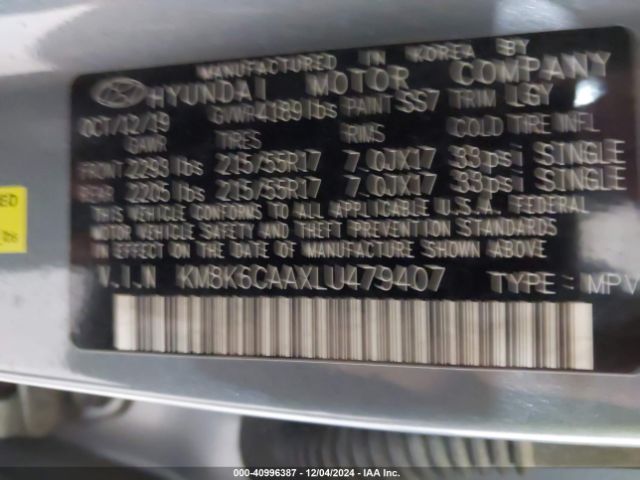 MANUFACTURED IN KOREA BY
HYUNDAI MOTOR COMPANY
OCT/12/19 GVWR 4189 lbs PAINT SS7 TRIM LGY
GAWR TIRES RIMS COLD TIRE INFL
FRONT 2293 lbs 215/55R17 7.0JX17 33psi SINGLE
REAR 2205 lbs 215/55R17 7.0JX17 33psi SINGLE
THIS VEHICLE CONFORMS TO ALL APPLICABLE U.S.A. FEDERAL
MOTOR VEHICLE SAFETY AND THEFT PREVENTION STANDARDS
IN EFFECT ON THE DATE OF MANUFACTURE SHOWN ABOVE
V.I.N KM8K6CAAXLU479407 TYPE : MPV
ED
lbs
000-40996387 - 12/04/2024 - IAA Inc.